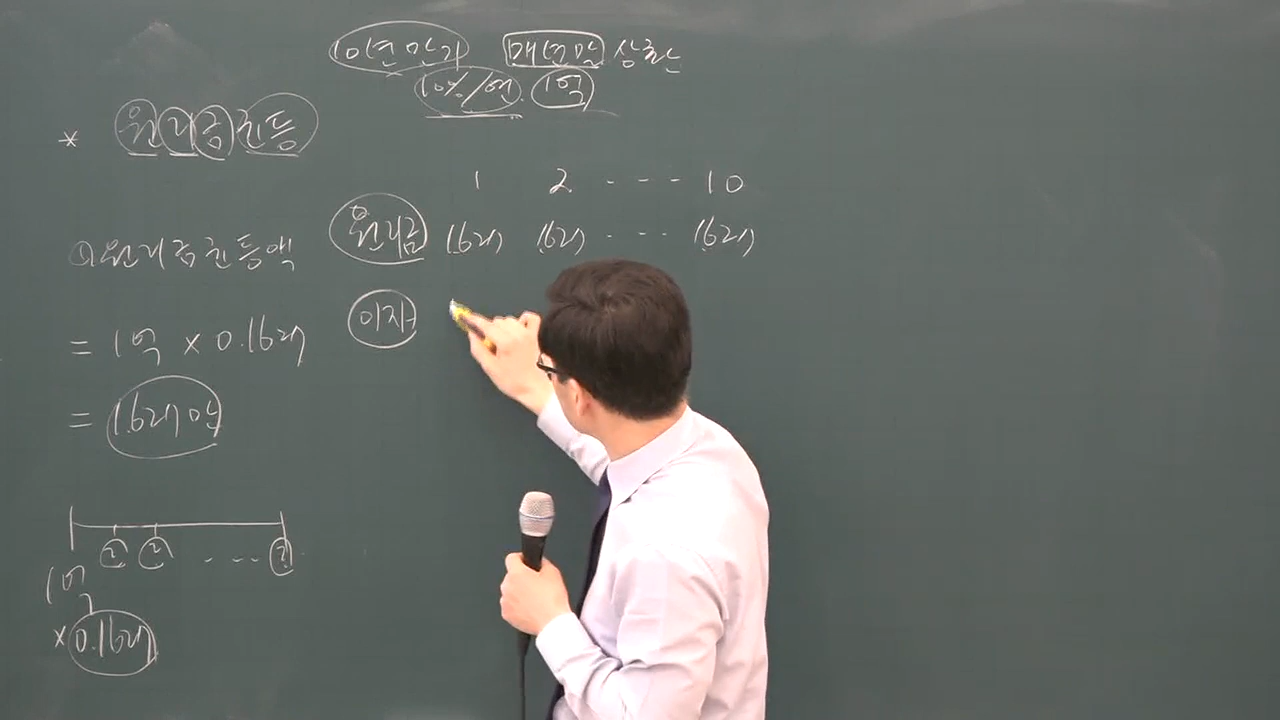 10년 만기 매년말 상환
10%/연. 1억
* 원리금균등
1 2 - - - - 10
원리금 1627 1627 - - - - 1627
이자
① 원리금균등액
= 1억 × 0.1627
= 1627만
? ? - - - - ?
1억
× 0.1627